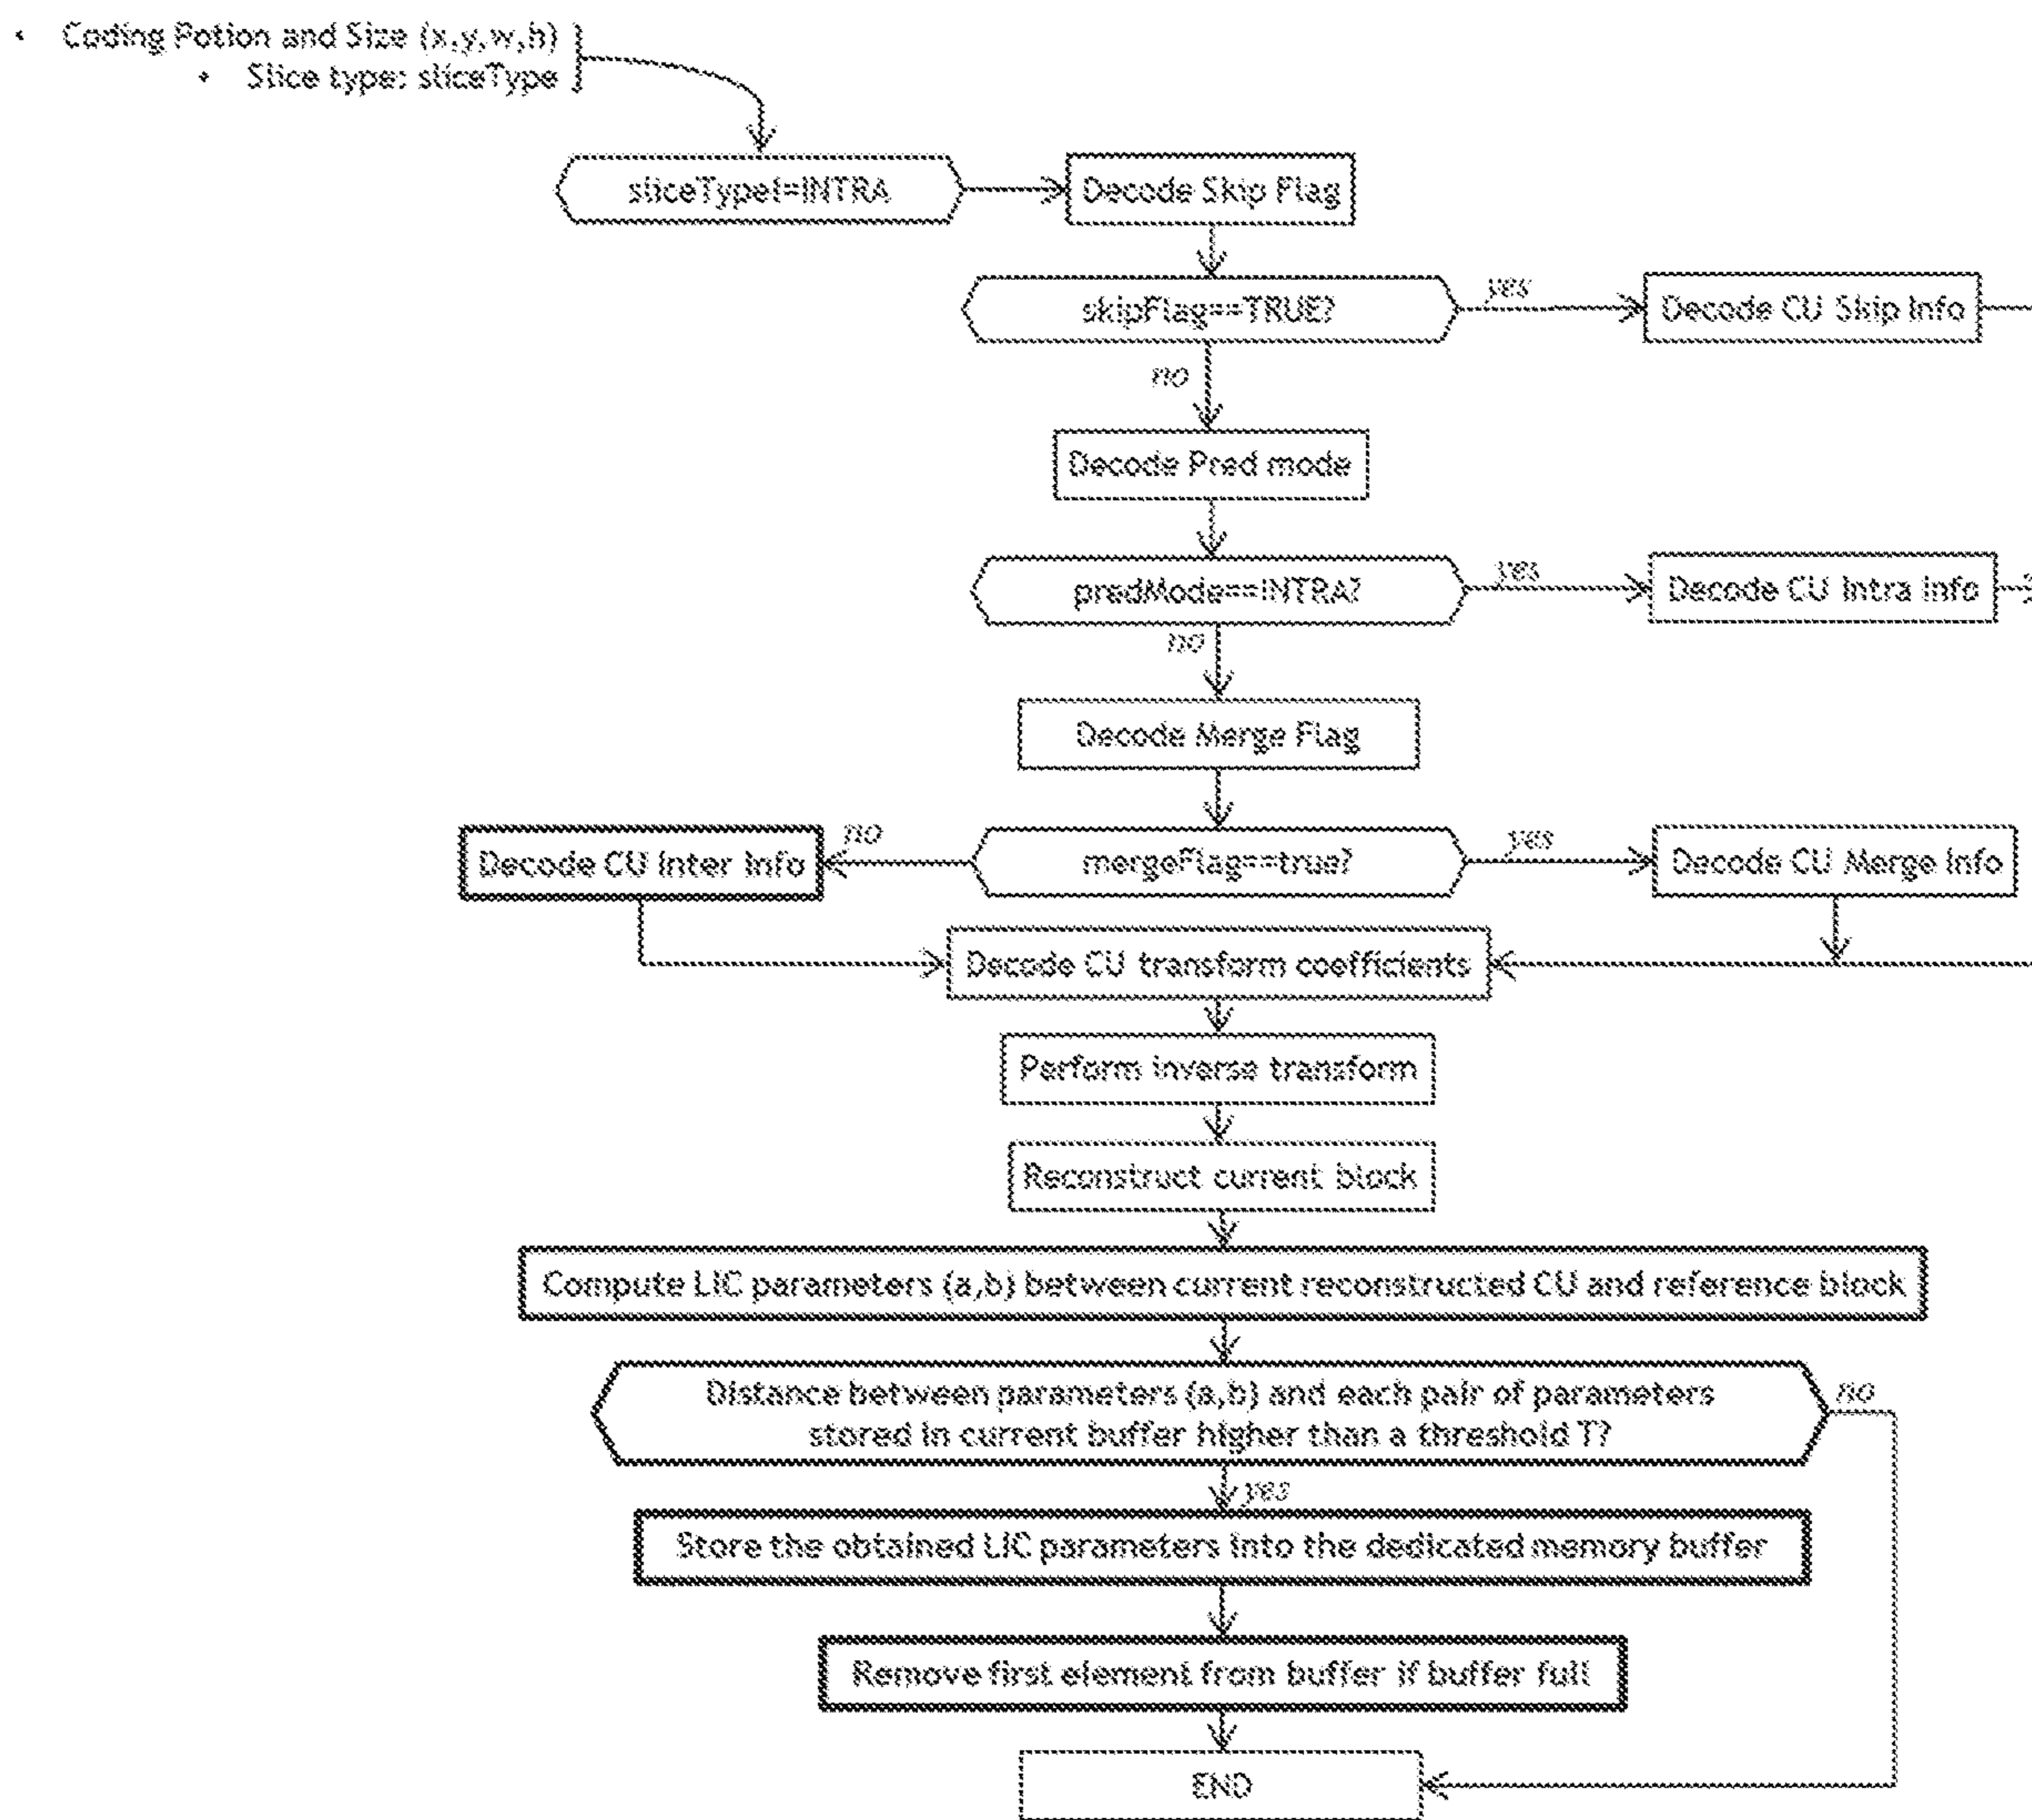 • Coding Potion and Size (x,y,w,h)
• Slice type: sliceType
sliceType!=INTRA
Decode Skip Flag
skipFlag==TRUE?
yes
Decode CU Skip Info
no
Decode Pred mode
predMode==INTRA?
yes
Decode CU Intra info
no
Decode Merge Flag
Decode CU Inter Info
no
mergeFlag==true?
yes
Decode CU Merge Info
Decode CU transform coefficients
Perform inverse transform
Reconstruct current block
Compute LIC parameters (a,b) between current reconstructed CU and reference block
Distance between parameters (a,b) and each pair of parameters
stored in current buffer higher than a threshold T?
no
yes
Store the obtained LIC parameters into the dedicated memory buffer
Remove first element from buffer if buffer full
END